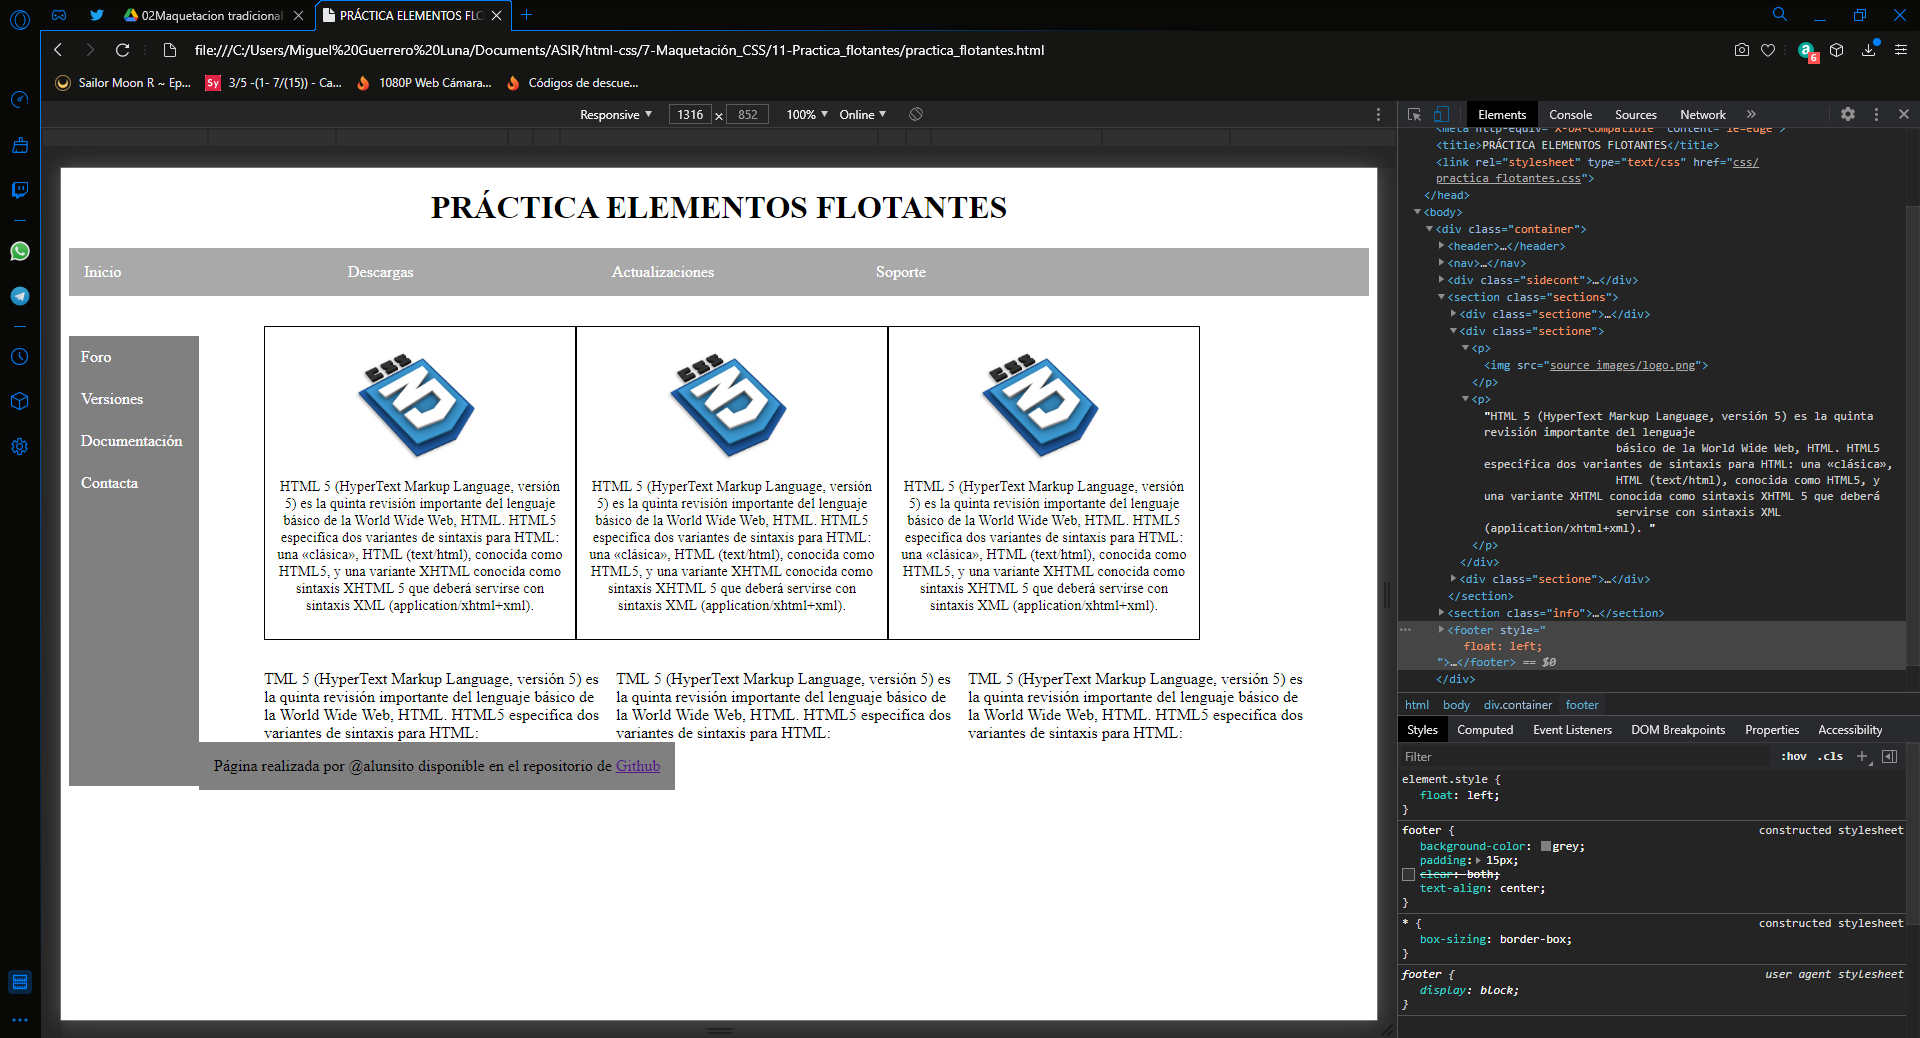 02Maquetacion tradicional
PRÁCTICA ELEMENTOS FLO
file:///C:/Users/Miguel%20Guerrero%20Luna/Documents/ASIR/html-css/7-Maquetación_CSS/11-Practica_flotantes/practica_flotantes.html
6
Sailor Moon R ~ Ep...
Sy 3/5 -(1- 7/(15)) - Ca...
1080P Web Cámara...
Códigos de descue...
Responsive 1316 × 852 100% Online
PRÁCTICA ELEMENTOS FLOTANTES
Inicio Descargas Actualizaciones Soporte
Foro
Versiones
Documentación
Contacta
HTML 5 (HyperText Markup Language, versión
5) es la quinta revisión importante del lenguaje
básico de la World Wide Web, HTML. HTML5
especifica dos variantes de sintaxis para HTML:
una «clásica», HTML (text/html), conocida como
HTML5, y una variante XHTML conocida como
sintaxis XHTML 5 que deberá servirse con
sintaxis XML (application/xhtml+xml).
HTML 5 (HyperText Markup Language, versión
5) es la quinta revisión importante del lenguaje
básico de la World Wide Web, HTML. HTML5
especifica dos variantes de sintaxis para HTML:
una «clásica», HTML (text/html), conocida como
HTML5, y una variante XHTML conocida como
sintaxis XHTML 5 que deberá servirse con
sintaxis XML (application/xhtml+xml).
HTML 5 (HyperText Markup Language, versión
5) es la quinta revisión importante del lenguaje
básico de la World Wide Web, HTML. HTML5
especifica dos variantes de sintaxis para HTML:
una «clásica», HTML (text/html), conocida como
HTML5, y una variante XHTML conocida como
sintaxis XHTML 5 que deberá servirse con
sintaxis XML (application/xhtml+xml).
TML 5 (HyperText Markup Language, versión 5) es
la quinta revisión importante del lenguaje básico de
la World Wide Web, HTML. HTML5 especifica dos
variantes de sintaxis para HTML:
TML 5 (HyperText Markup Language, versión 5) es
la quinta revisión importante del lenguaje básico de
la World Wide Web, HTML. HTML5 especifica dos
variantes de sintaxis para HTML:
TML 5 (HyperText Markup Language, versión 5) es
la quinta revisión importante del lenguaje básico de
la World Wide Web, HTML. HTML5 especifica dos
variantes de sintaxis para HTML:
Página realizada por @alunsito disponible en el repositorio de Github
Elements Console Sources Network »
<meta http-equiv="X-UA-Compatible" content="ie=edge">
<title>PRÁCTICA ELEMENTOS FLOTANTES</title>
<link rel="stylesheet" type="text/css" href="css/
practica_flotantes.css">
</head>
<body>
<div class="container">
<header>…</header>
<nav>…</nav>
<div class="sidecont">…</div>
<section class="sections">
<div class="sectione">…</div>
<div class="sectione">
<p>
<img src="source_images/logo.png">
</p>
<p>
"HTML 5 (HyperText Markup Language, versión 5) es la quinta
revisión importante del lenguaje
básico de la World Wide Web, HTML. HTML5
especifica dos variantes de sintaxis para HTML: una «clásica»,
HTML (text/html), conocida como HTML5, y
una variante XHTML conocida como sintaxis XHTML 5 que deberá
servirse con sintaxis XML
(application/xhtml+xml). "
</p>
</div>
<div class="sectione">…</div>
</section>
<section class="info">…</section>
<footer style="
float: left;
">…</footer> == $0
</div>
html body div.container footer
Styles Computed Event Listeners DOM Breakpoints Properties Accessibility
Filter :hov .cls +
element.style {
float: left;
}
footer { constructed stylesheet
background-color: grey;
padding: 15px;
clear: both;
text-align: center;
}
* { constructed stylesheet
box-sizing: border-box;
}
footer { user agent stylesheet
display: block;
}